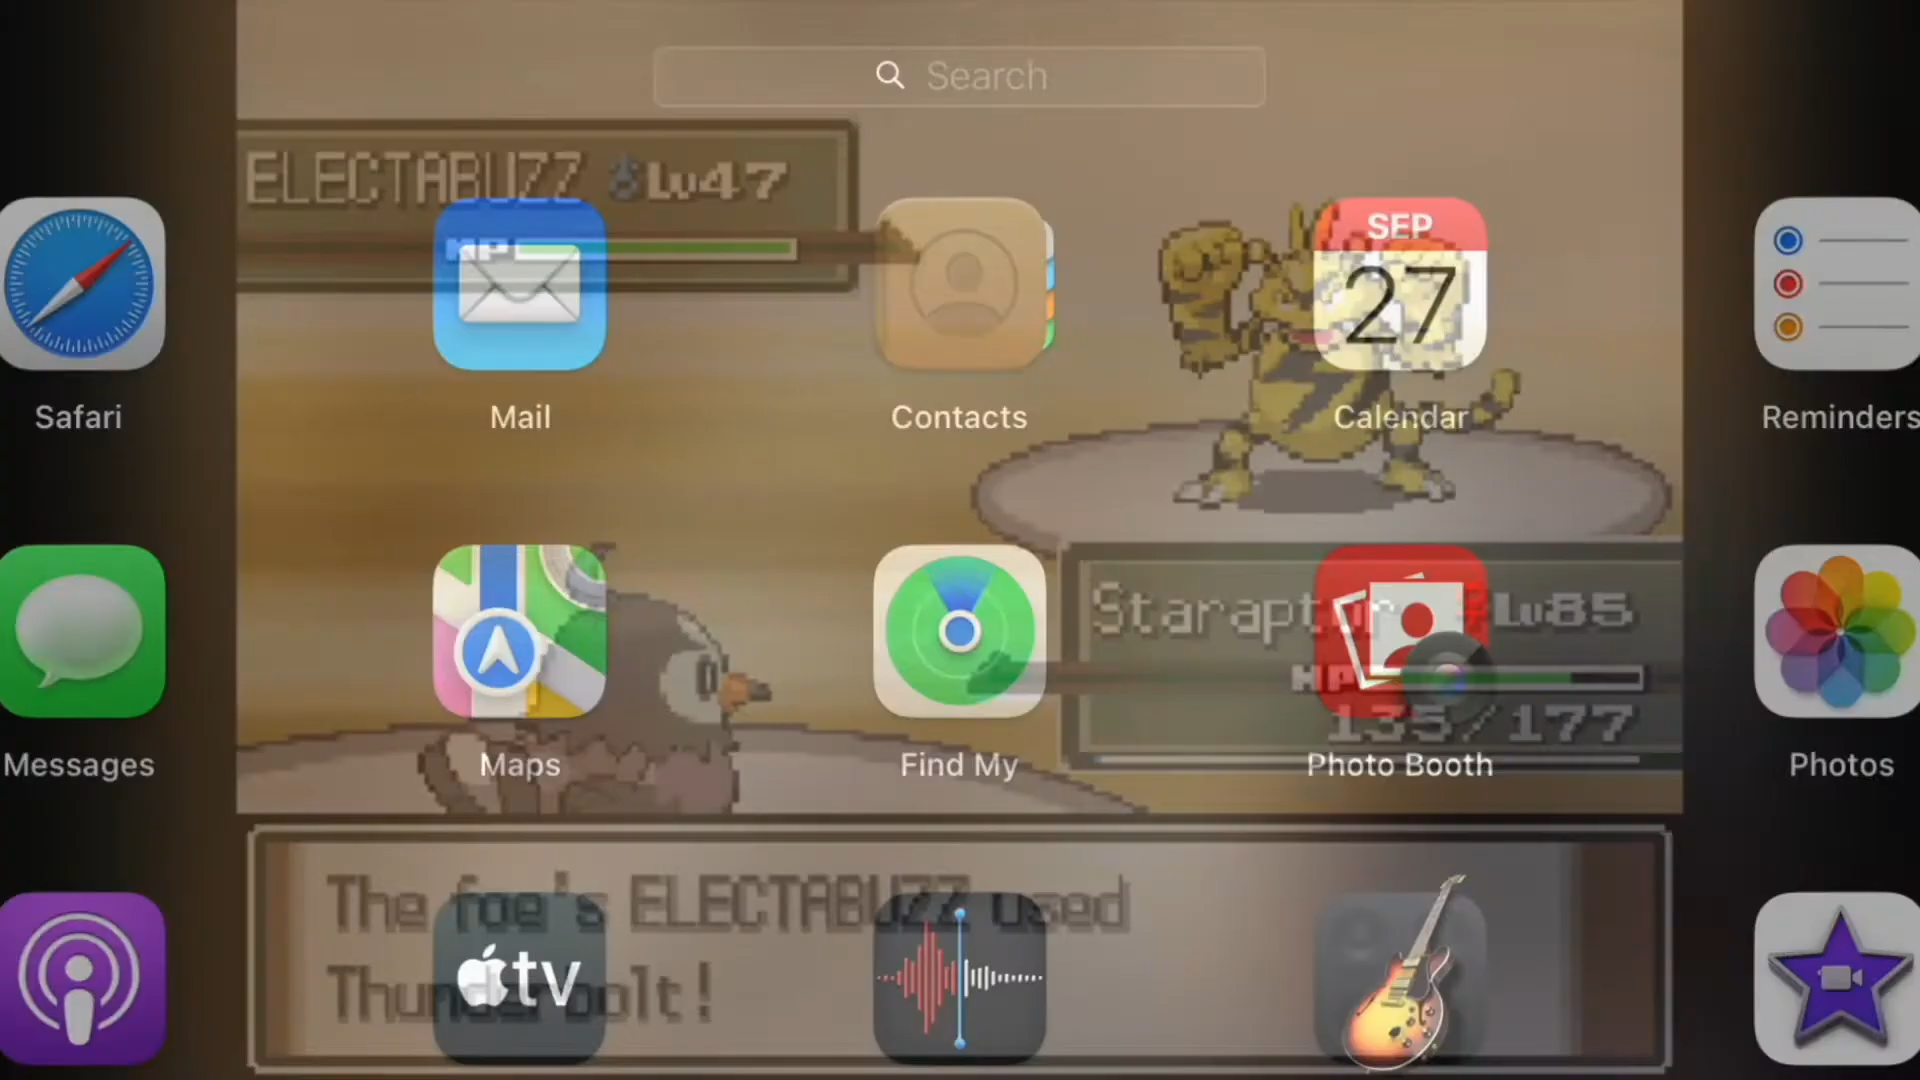 Search
ELECTABUZZ ♂Lv47
HP
SEP
27
Safari
Mail
Contacts
Calendar
Reminders
Staraptor Lv85
HP
135/177
Messages
Maps
Find My
Photo Booth
Photos
The foe's ELECTABUZZ used
Thunderbolt!
tv